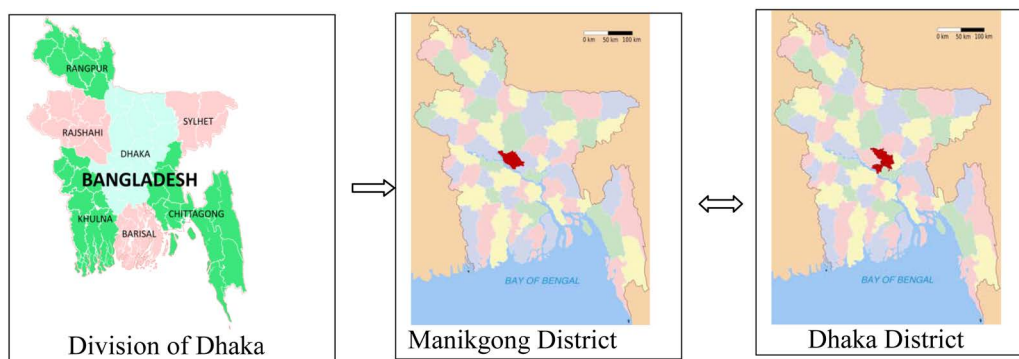 RANGPUR
RAJSHAHI
SYLHET
DHAKA
BANGLADESH
KHULNA
CHITTAGONG
BARISAL
Division of Dhaka
0 km 50 km 100 km
BAY OF BENGAL
Manikgong District
0 km 50 km 100 km
BAY OF BENGAL
Dhaka District